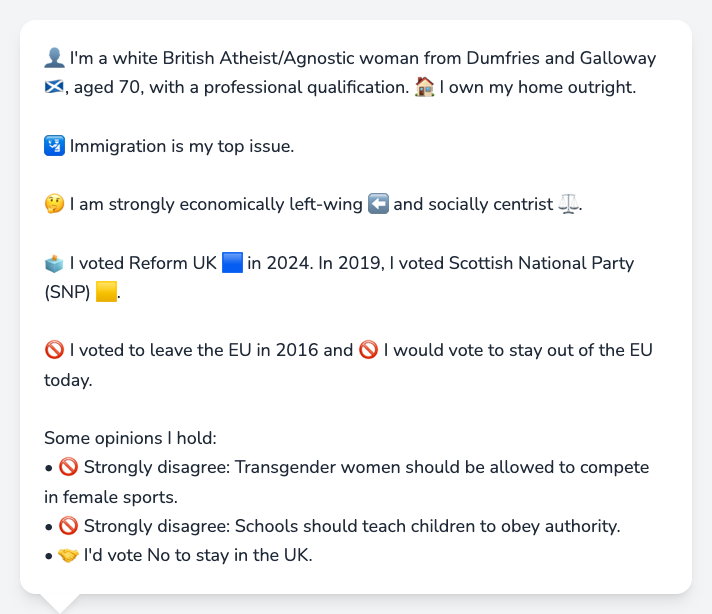 👤 I'm a white British Atheist/Agnostic woman from Dumfries and Galloway
🏴󠁧󠁢󠁳󠁣󠁴󠁿, aged 70, with a professional qualification. 🏠 I own my home outright.
🛂 Immigration is my top issue.
🤔 I am strongly economically left-wing ⬅️ and socially centrist ⚖️.
🗳️ I voted Reform UK 🟦 in 2024. In 2019, I voted Scottish National Party
(SNP) 🟨.
🚫 I voted to leave the EU in 2016 and 🚫 I would vote to stay out of the EU
today.
Some opinions I hold:
• 🚫 Strongly disagree: Transgender women should be allowed to compete
in female sports.
• 🚫 Strongly disagree: Schools should teach children to obey authority.
• 🤝 I'd vote No to stay in the UK.